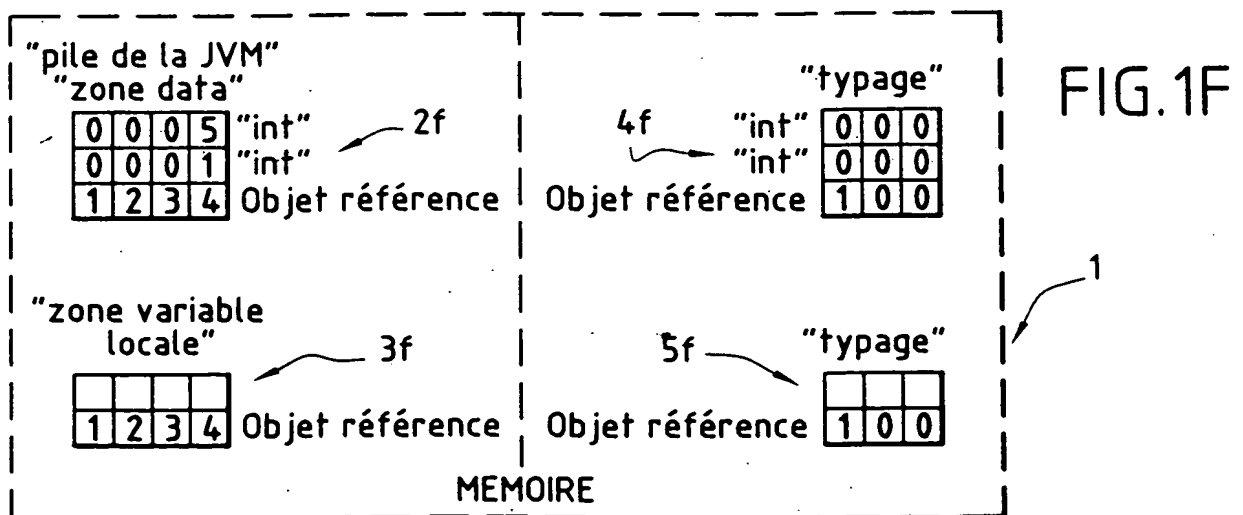 "pile de la JVM"
"zone data"
0 0 0 5 "int"
0 0 0 1 "int"
1 2 3 4 Objet référence
2f
"typage"
4f
"int" 0 0 0
"int" 0 0 0
Objet référence 1 0 0
FIG.1F
"zone variable
locale"
3f
1 2 3 4 Objet référence
5f
"typage"
Objet référence 1 0 0
1
MEMOIRE